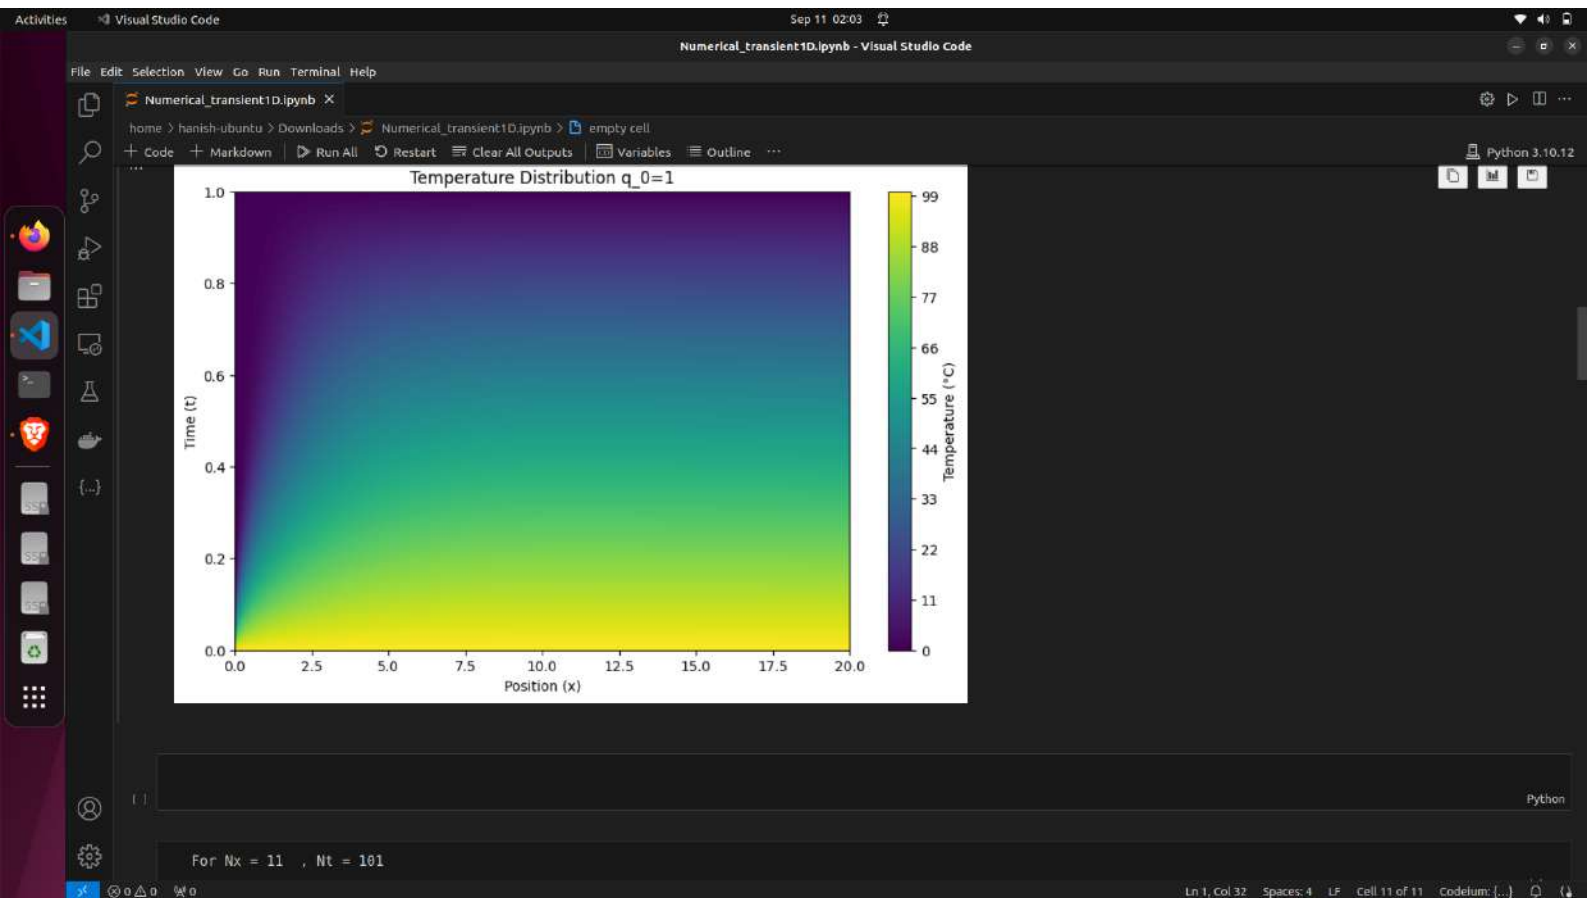 Activities
Visual Studio Code
Sep 11 02:03
Numerical_transient1D.ipynb - Visual Studio Code
File Edit Selection View Go Run Terminal Help
Numerical_transient1D.ipynb
home > hanish-ubuntu > Downloads > Numerical_transient1D.ipynb > empty cell
+ Code + Markdown Run All Restart Clear All Outputs Variables Outline ...
Python 3.10.12
Temperature Distribution q_0=1
1.0
0.8
0.6
0.4
0.2
0.0
Time (t)
0.0 2.5 5.0 7.5 10.0 12.5 15.0 17.5 20.0
Position (x)
99
88
77
66
55
44
33
22
11
0
Temperature (°C)
[ ]
Python
For Nx = 11 , Nt = 101
0 0 0
Ln 1, Col 32 Spaces: 4 LF Cell 11 of 11 Codeium: {...}